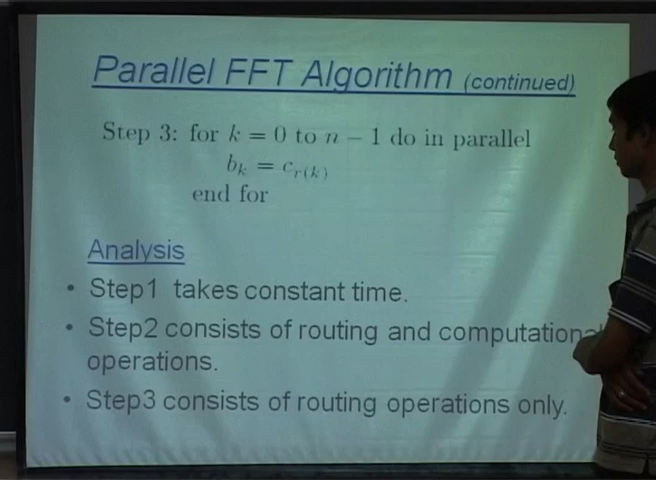 Parallel FFT Algorithm (continued)
Step 3: for k = 0 to n − 1 do in parallel
b_k = c_r(k)
end for
Analysis
• Step1 takes constant time.
• Step2 consists of routing and computational
operations.
• Step3 consists of routing operations only.